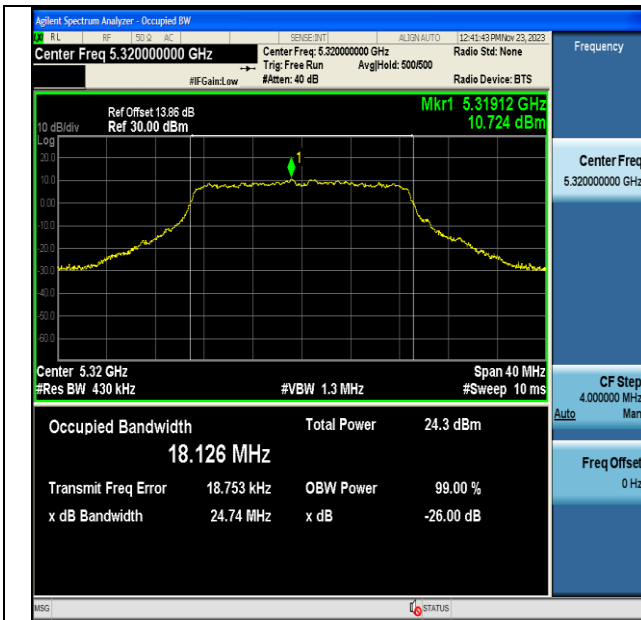 Agilent Spectrum Analyzer - Occupied BW
RL RF 50 Ω AC SENSE:INT ALIGN AUTO 12:41:43 PM Nov 23, 2023
Center Freq 5.320000000 GHz
Center Freq: 5.320000000 GHz
Radio Std: None
Trig: Free Run Avg|Hold: 500/500
#IFGain:Low #Atten: 40 dB Radio Device: BTS
Mkr1 5.31912 GHz
10.724 dBm
Ref Offset 13.86 dB
10 dB/div Ref 30.00 dBm
Log
20.0
1
10.0
0.00
-10.0
-20.0
-30.0
-40.0
-50.0
-60.0
Center 5.32 GHz Span 40 MHz
#Res BW 430 kHz #VBW 1.3 MHz #Sweep 10 ms
Occupied Bandwidth Total Power 24.3 dBm
18.126 MHz
Transmit Freq Error 18.753 kHz OBW Power 99.00 %
x dB Bandwidth 24.74 MHz x dB -26.00 dB
MSG STATUS
Frequency
Center Freq
5.320000000 GHz
CF Step
4.000000 MHz
Auto Man
Freq Offset
0 Hz